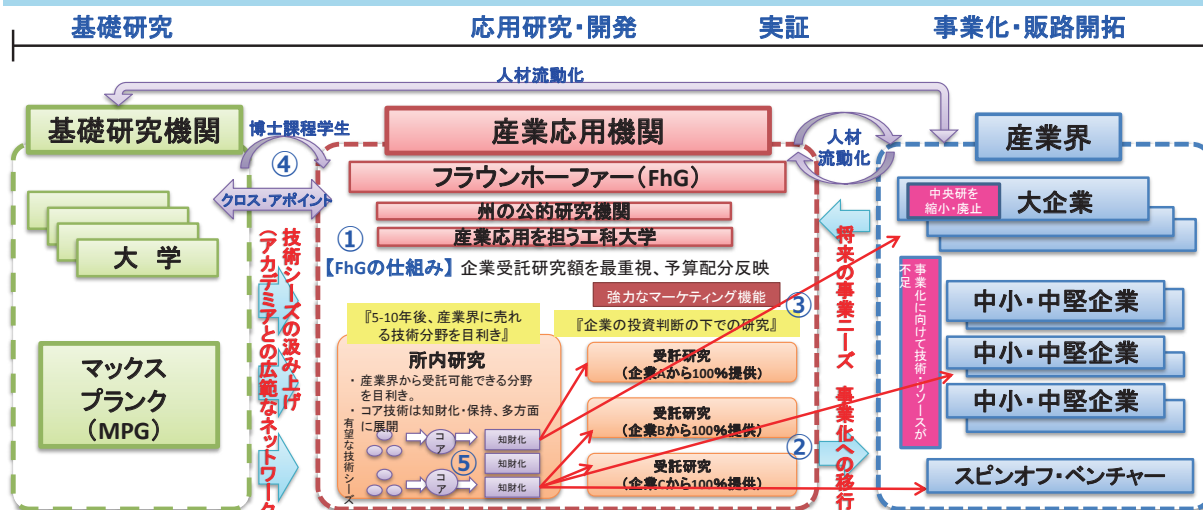 基礎研究
応用研究・開発
実証
事業化・販路開拓
人材流動化
基礎研究機関
博士課程学生
④
クロス・アポイント
産業応用機関
人材
流動化
産業界
フラウンホーファー（FhG）
州の公的研究機関
産業応用を担う工科大学
①
【FhGの仕組み】 企業受託研究額を最重視、予算配分反映
大 学
マックス
プランク
(MPG)
技術シーズの汲み上げ
（アカデミアとの広範なネットワーク
強力なマーケティング機能
③
『5-10年後、産業界に売れ
る技術分野を目利き』
『企業の投資判断の下での研究』
所内研究
・ 産業界から受託可能できる分野
を目利き。
・ コア技術は知財化・保持、多方面
に展開
有望な技術シーズ
コア
知財化
知財化
⑤
コア
知財化
受託研究
(企業Aから100%提供)
受託研究
(企業Bから100%提供)
受託研究
(企業Cから100%提供)
②
将来の事業ニーズ
事業化への移行
中央研を
縮小・廃止
大企業
事業化に向けて技術・リソースが
不足
中小・中堅企業
中小・中堅企業
中小・中堅企業
スピンオフ・ベンチャー